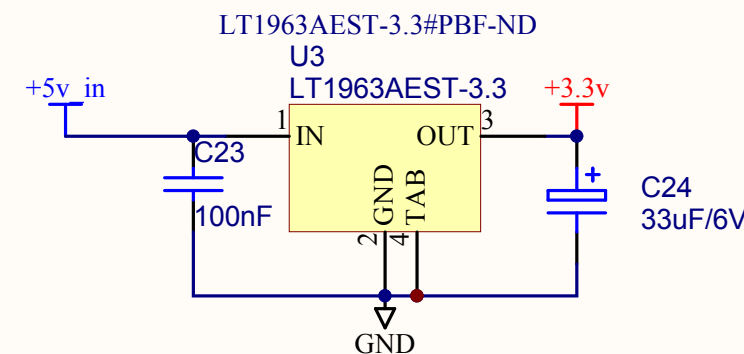 LT1963AEST-3.3#PBF-ND
U3
LT1963AEST-3.3
+5v_in
+3.3v
1
3
IN
OUT
C23
100nF
GND
TAB
2
4
+
C24
33uF/6V
GND